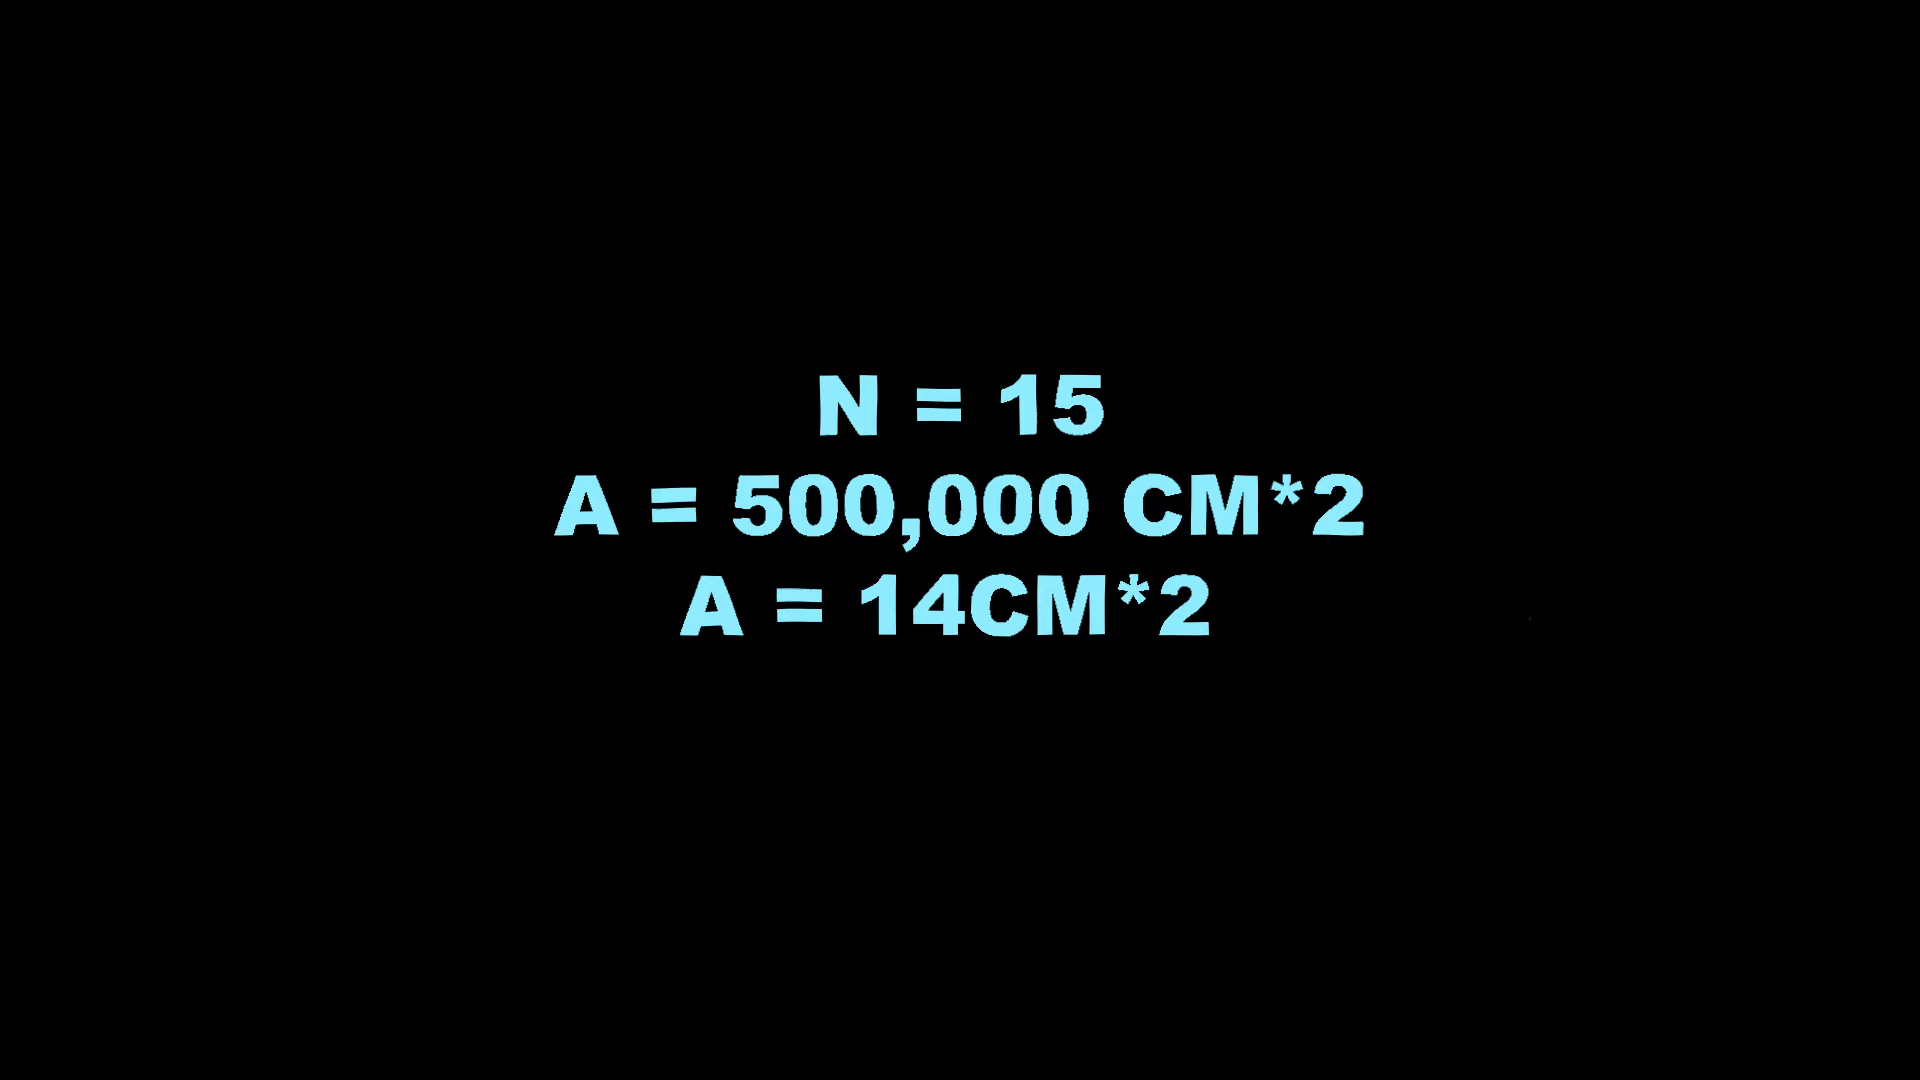 N = 15
A = 500,000 CM*2
A = 14CM*2